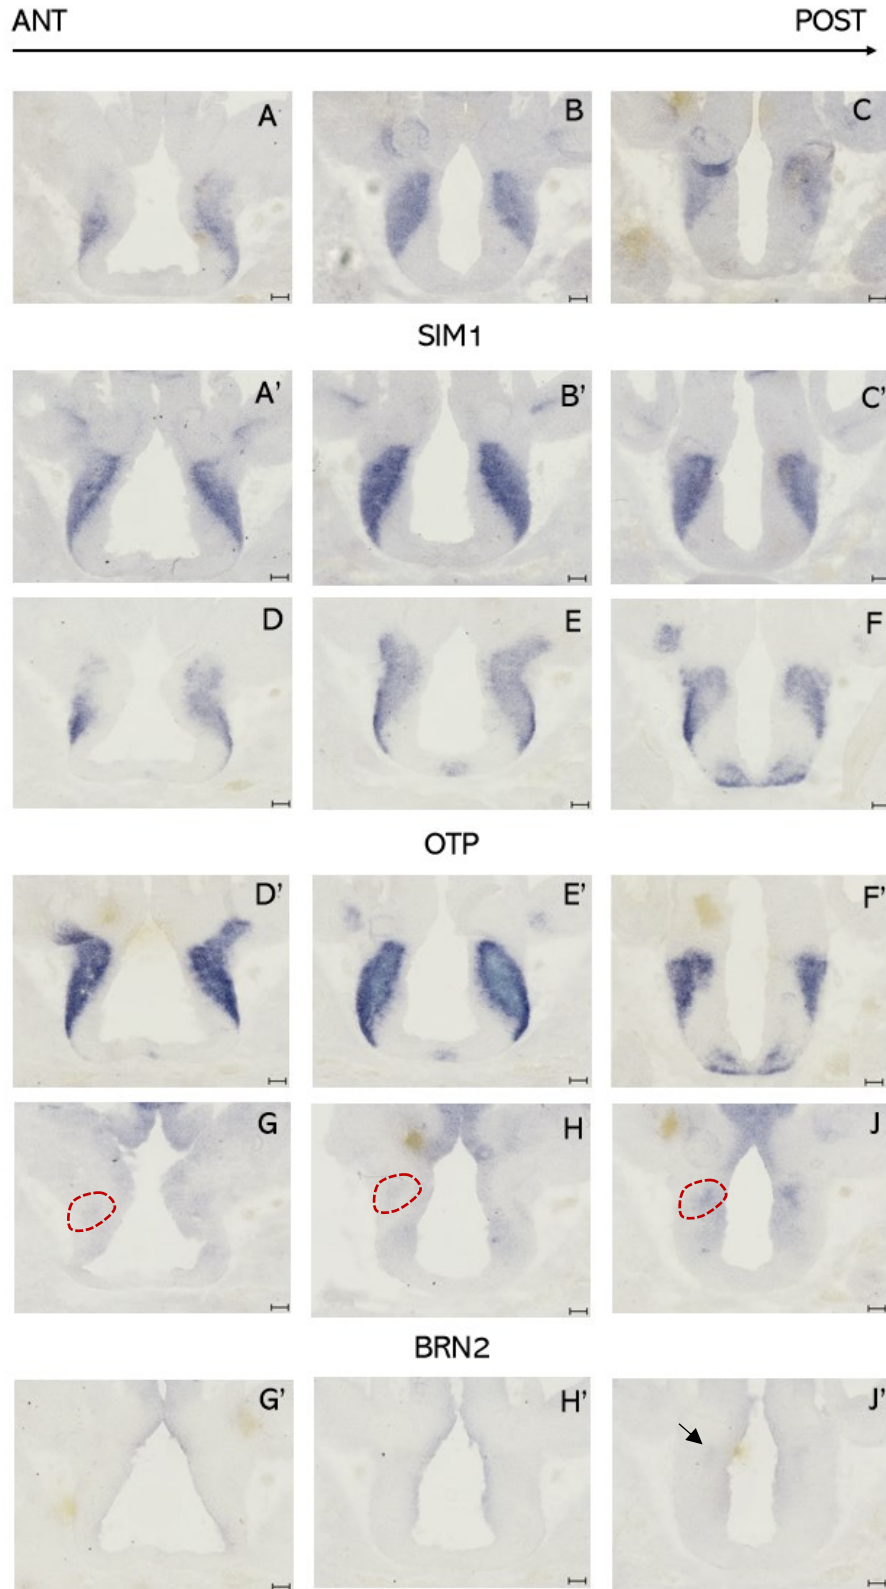 ANT POST
A B C
SIM1
A' B' C'
D E F
OTP
D' E' F'
G H J
BRN2
G' H' J'